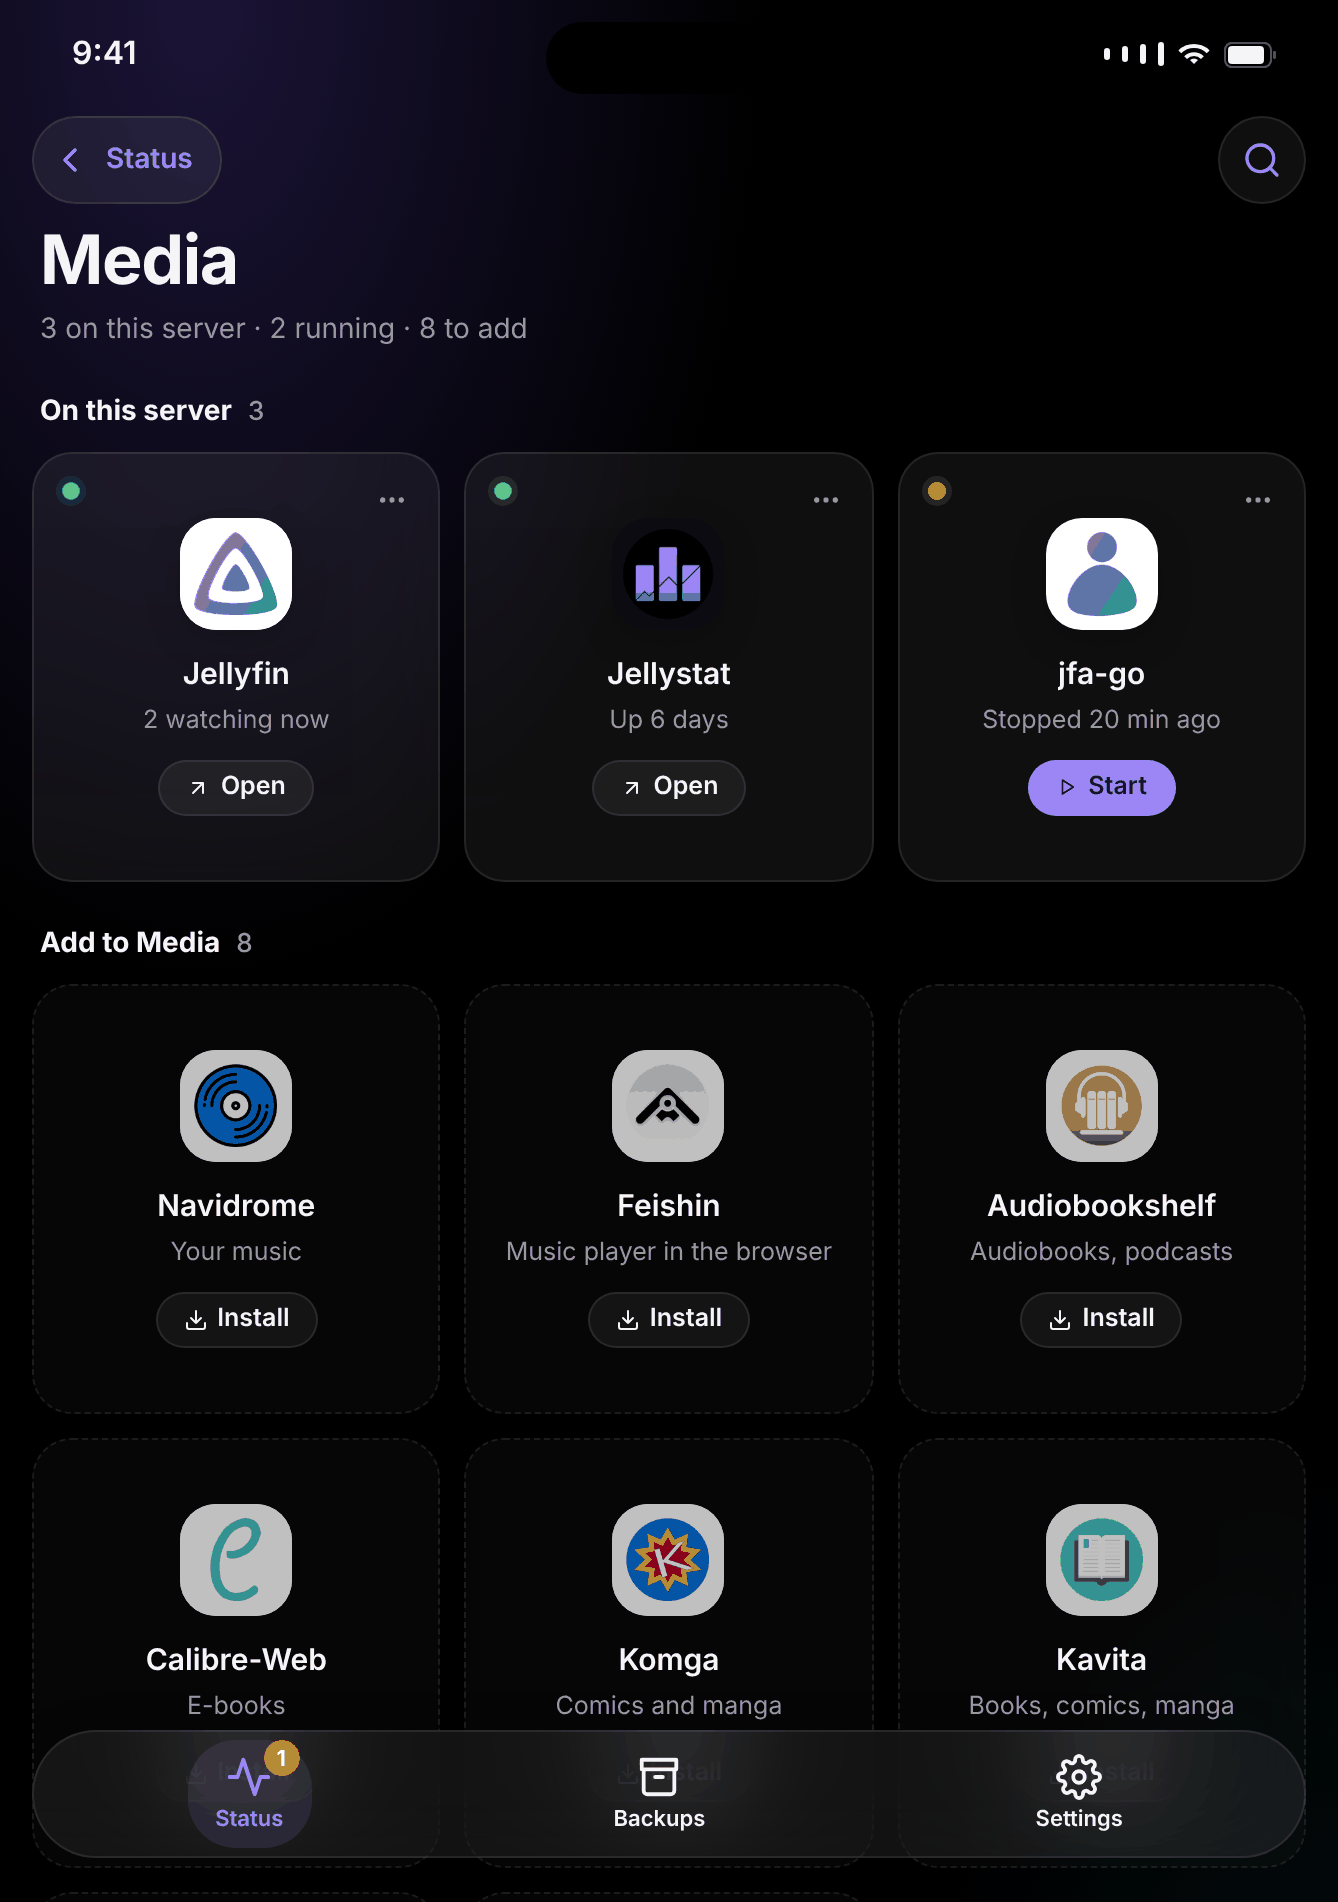 9:41
Status
Media
3 on this server · 2 running · 8 to add
On this server 3
Jellyfin
2 watching now
Open
Jellystat
Up 6 days
Open
jfa-go
Stopped 20 min ago
Start
Add to Media 8
Navidrome
Your music
Install
Feishin
Music player in the browser
Install
Audiobookshelf
Audiobooks, podcasts
Install
Calibre-Web
E-books
Komga
Comics and manga
Kavita
Books, comics, manga
1
Status
Backups
Settings